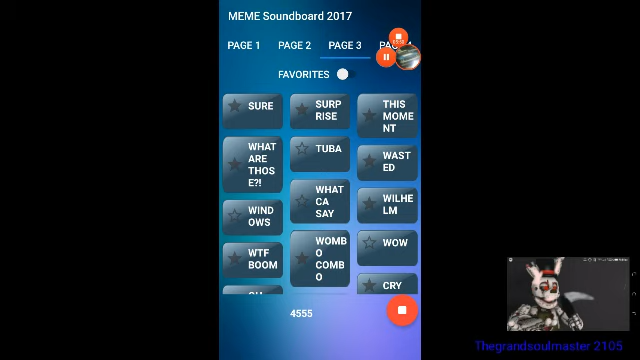 MEME Soundboard 2017
PAGE 1
PAGE 2
PAGE 3
FAVORITES
SURE
SURP
RISE
THIS
MOME
NT
WHAT
ARE
THOS
E?!
TUBA
WAST
ED
WHAT
CA
SAY
WILHE
LM
WIND
OWS
WOMB
O
COMB
O
WOW
WTF
BOOM
CRY
4555
Thegrandsoulmaster 2105